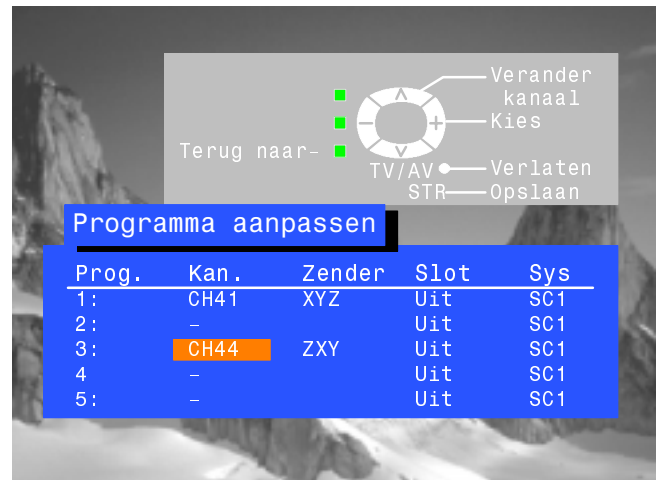 Verander
kanaal
Kies
Terug naar
TV/AV
Verlaten
STR
Opslaan
Programma aanpassen
Prog. Kan. Zender Slot Sys
1: CH41 XYZ Uit SC1
2: – Uit SC1
3: CH44 ZXY Uit SC1
4 – Uit SC1
5: – Uit SC1